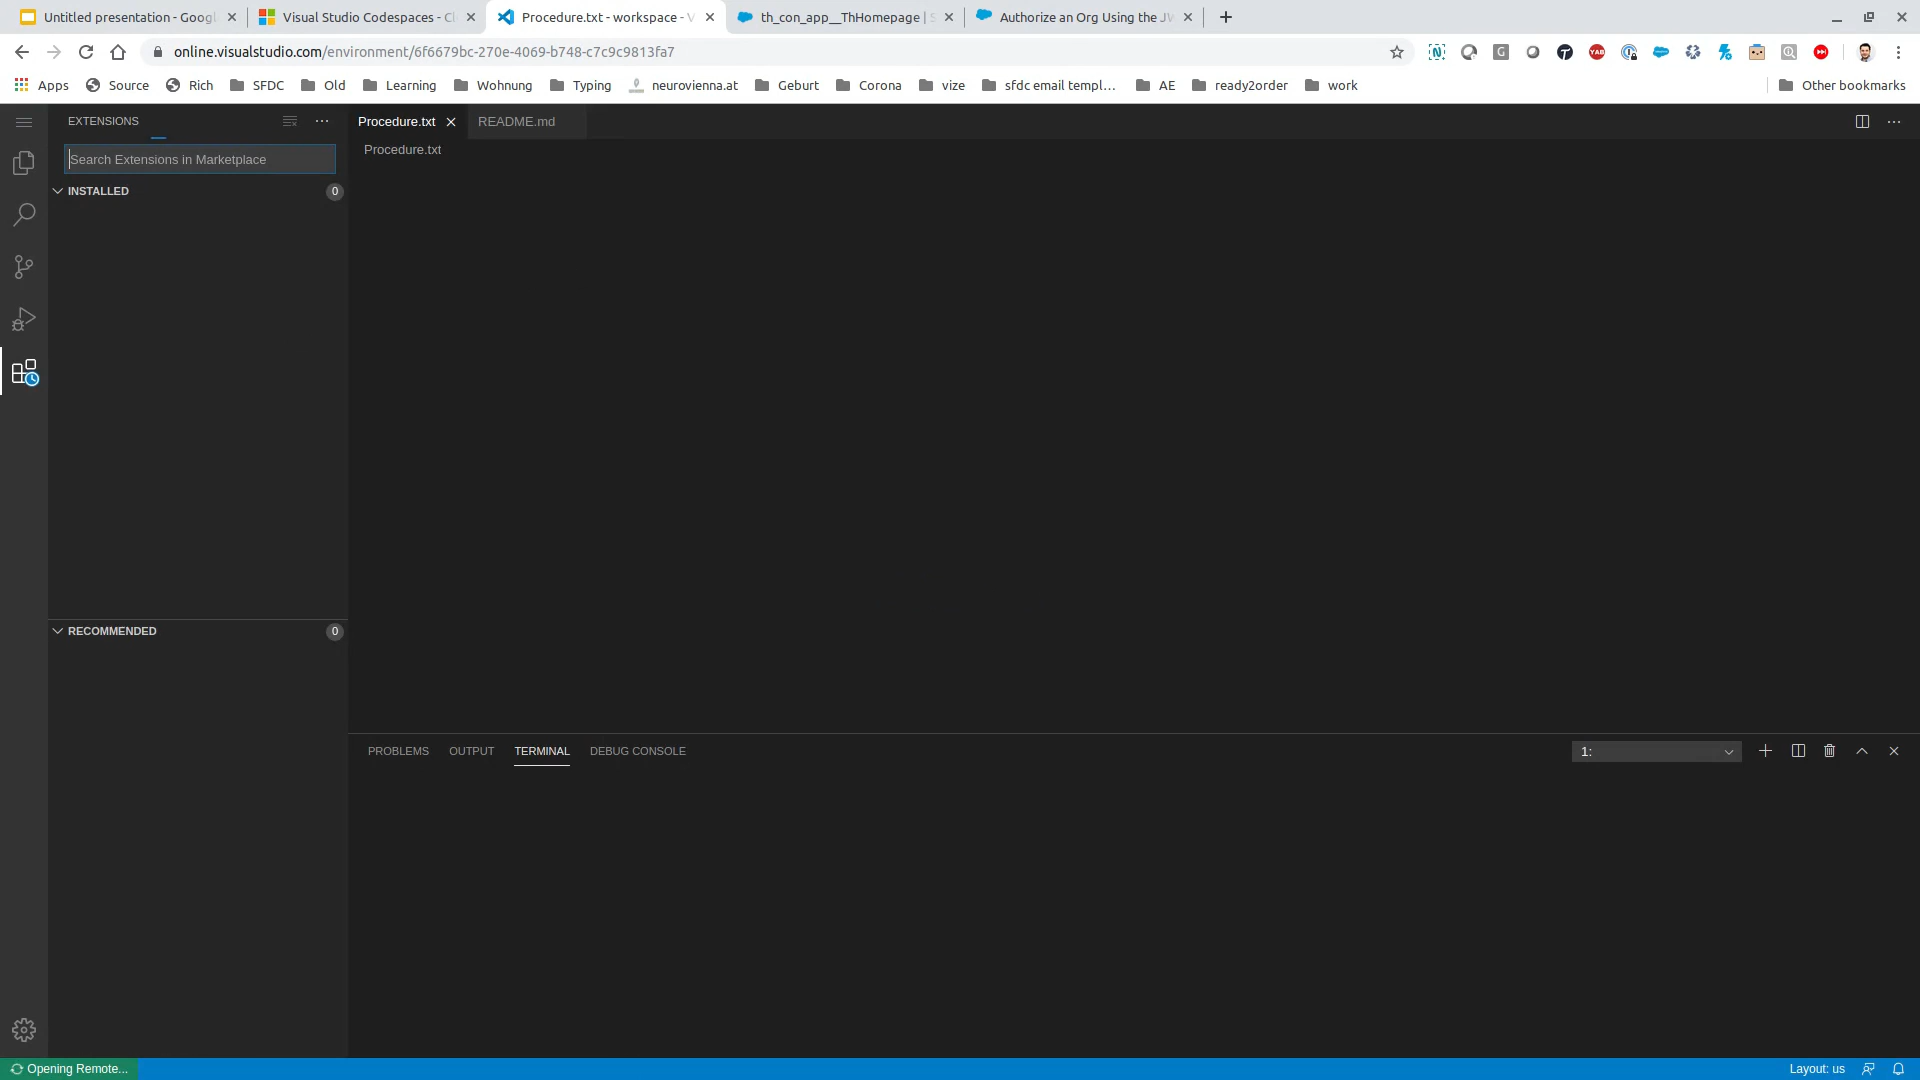 Untitled presentation - Googl
Visual Studio Codespaces - Cl
Procedure.txt - workspace - V
th_con_app__ThHomepage | S
Authorize an Org Using the JW
online.visualstudio.com/environment/6f6679bc-270e-4069-b748-c7c9c9813fa7
Apps Source Rich SFDC Old Learning Wohnung Typing neurovienna.at Geburt Corona vize sfdc email templ... AE ready2order work Other bookmarks
EXTENSIONS
Procedure.txt README.md
Search Extensions in Marketplace
Procedure.txt
INSTALLED 0
RECOMMENDED 0
PROBLEMS OUTPUT TERMINAL DEBUG CONSOLE 1:
Opening Remote... Layout: us